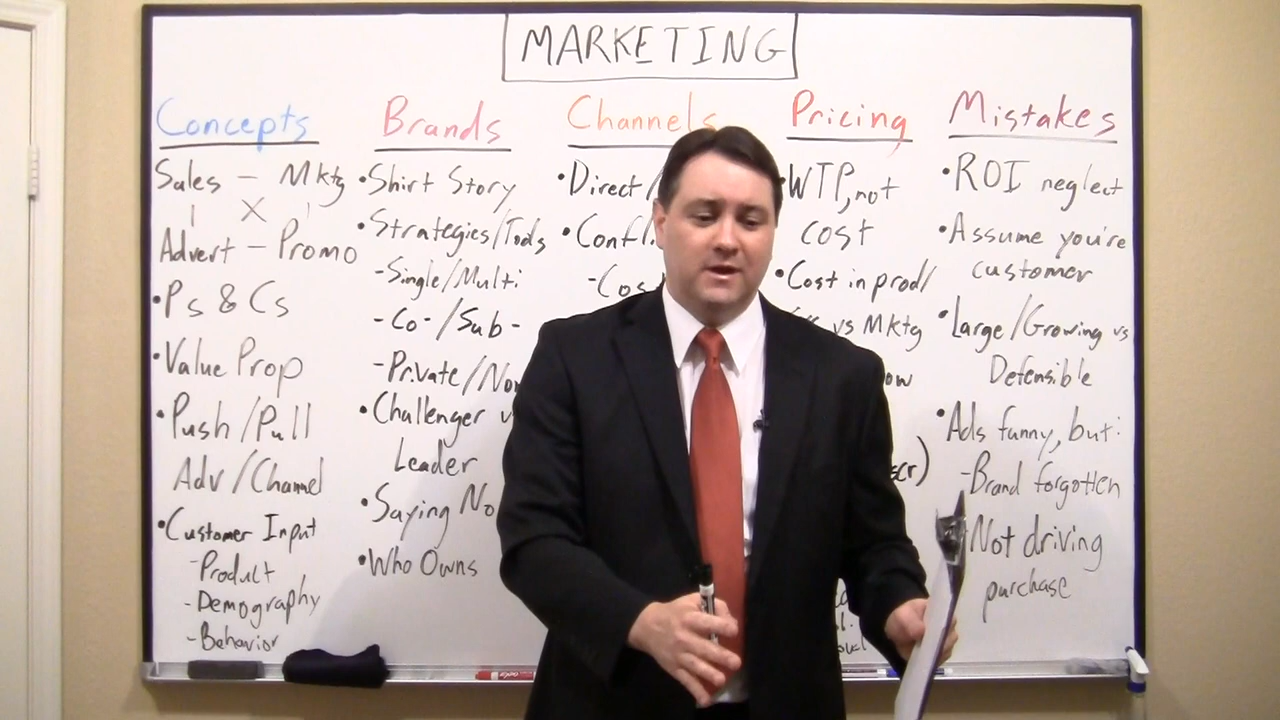 MARKETING
Concepts
Sales - Mktg
X
Advert - Promo
• Ps & Cs
• Value Prop
• Push/Pull
Adv/Channel
• Customer Input
- Product
- Demography
- Behavior
Brands
• Shirt Story
• Strategies/Tools
- Single/Multi
- Co-/Sub-
- Private/
• Challenger
Leader
• Saying No
• Who Owns
Channels
• Direct/
Pricing
• WTP, not
cost
• Cost in prod/
vs Mktg
Mistakes
• ROI neglect
• Assume you're
customer
• Large/Growing vs
Defensible
• Ads funny, but:
- Brand forgotten
Not driving
purchase